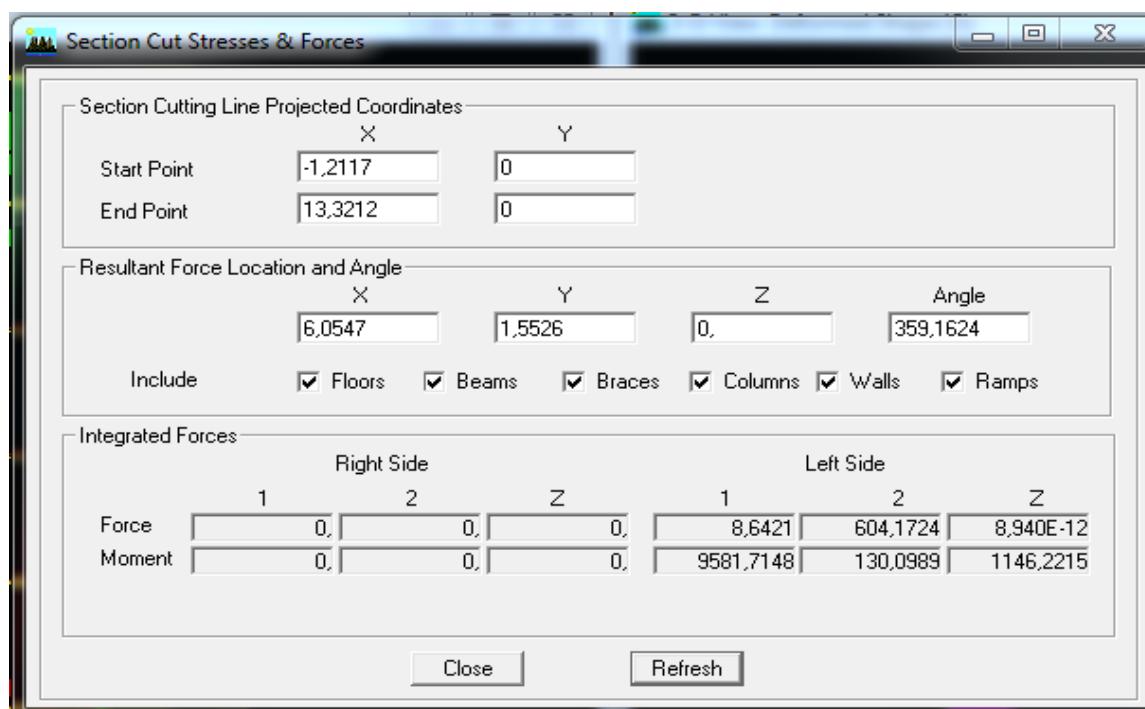 Section Cut Stresses & Forces
Section Cutting Line Projected Coordinates
X Y
Start Point -1,2117 0
End Point 13,3212 0
Resultant Force Location and Angle
X Y Z Angle
6,0547 1,5526 0, 359,1624
Include Floors Beams Braces Columns Walls Ramps
Integrated Forces
Right Side Left Side
1 2 Z 1 2 Z
Force 0, 0, 0, 8,6421 604,1724 8,940E-12
Moment 0, 0, 0, 9581,7148 130,0989 1146,2215
Close Refresh